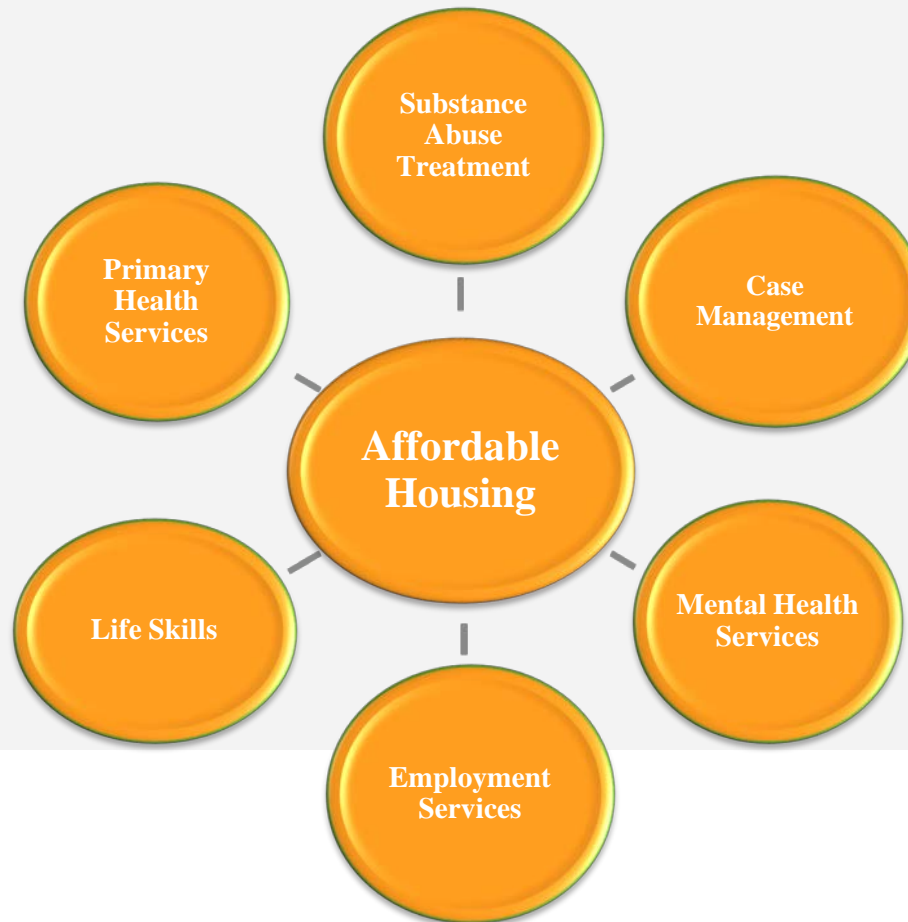 Substance
Abuse
Treatment
Primary
Health
Services
Case
Management
Affordable
Housing
Life Skills
Mental Health
Services
Employment
Services